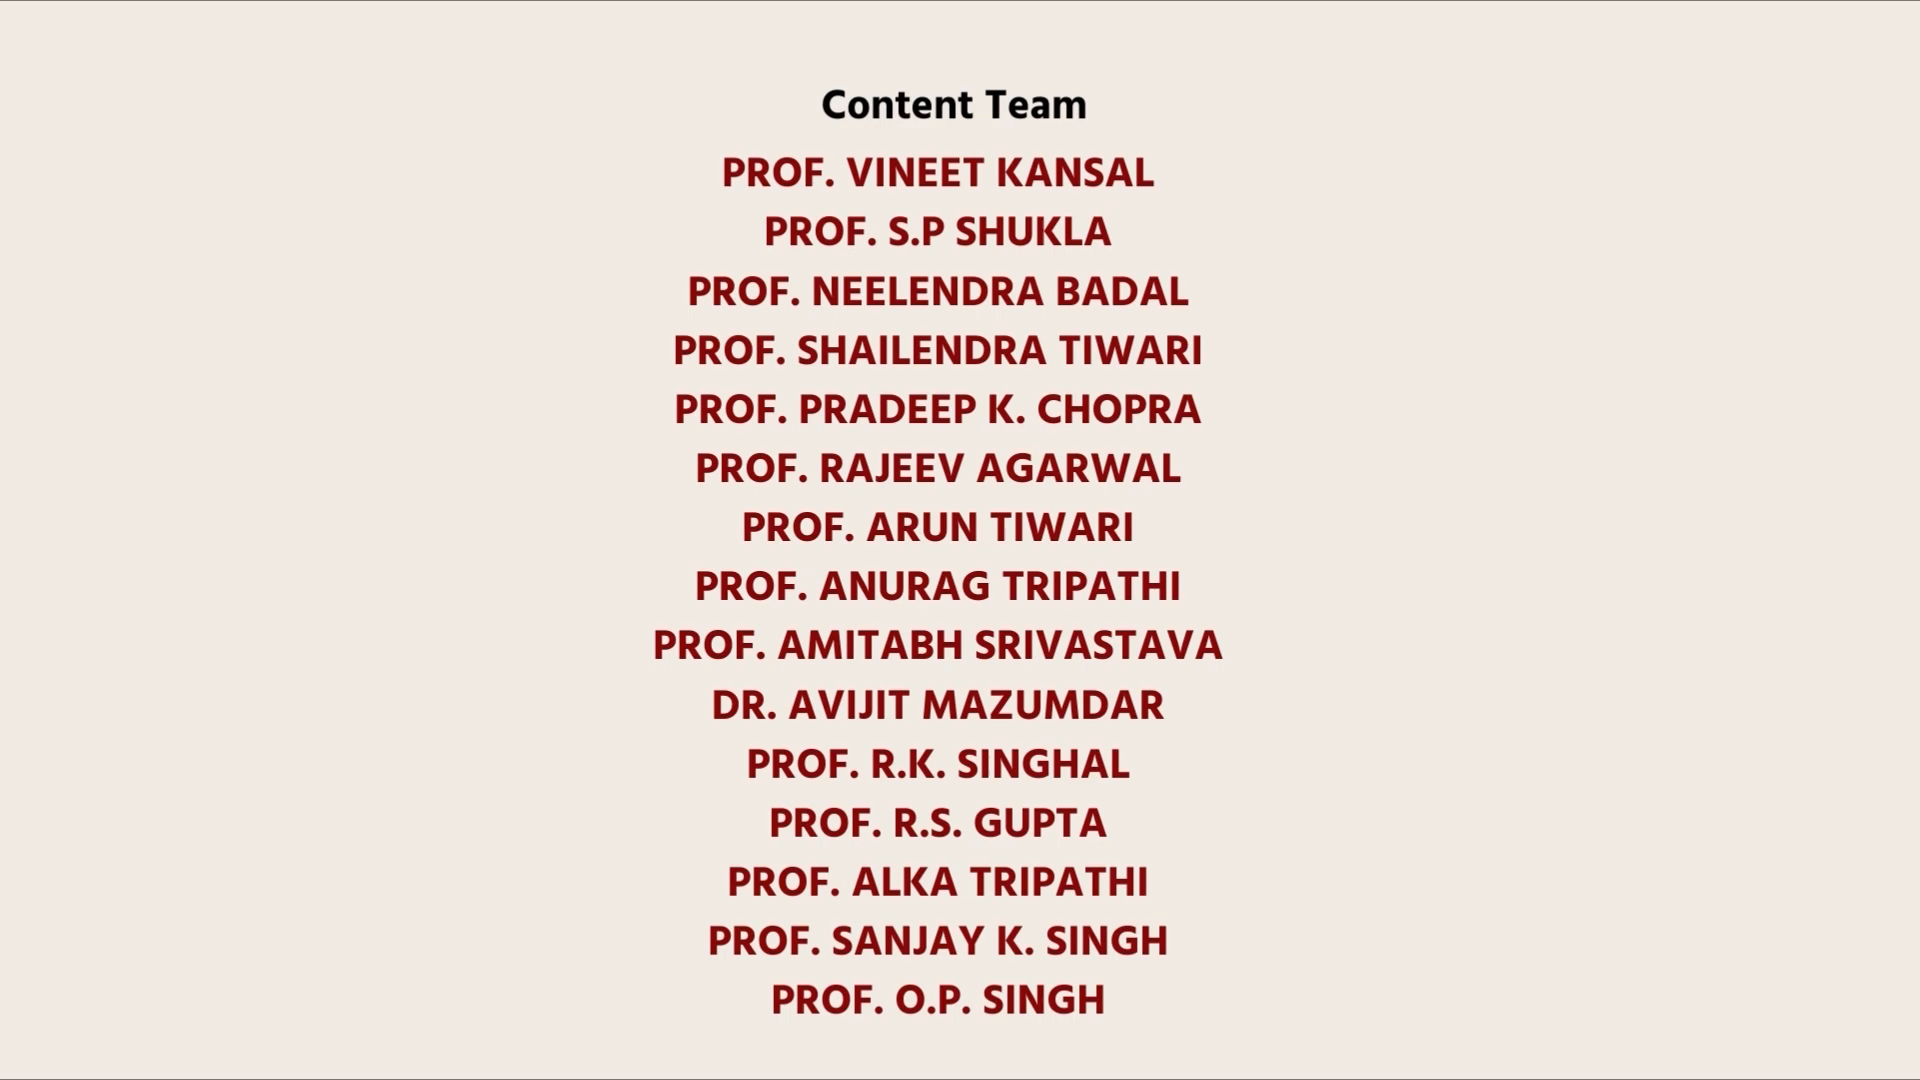 Content Team
PROF. VINEET KANSAL
PROF. S.P SHUKLA
PROF. NEELENDRA BADAL
PROF. SHAILENDRA TIWARI
PROF. PRADEEP K. CHOPRA
PROF. RAJEEV AGARWAL
PROF. ARUN TIWARI
PROF. ANURAG TRIPATHI
PROF. AMITABH SRIVASTAVA
DR. AVIJIT MAZUMDAR
PROF. R.K. SINGHAL
PROF. R.S. GUPTA
PROF. ALKA TRIPATHI
PROF. SANJAY K. SINGH
PROF. O.P. SINGH